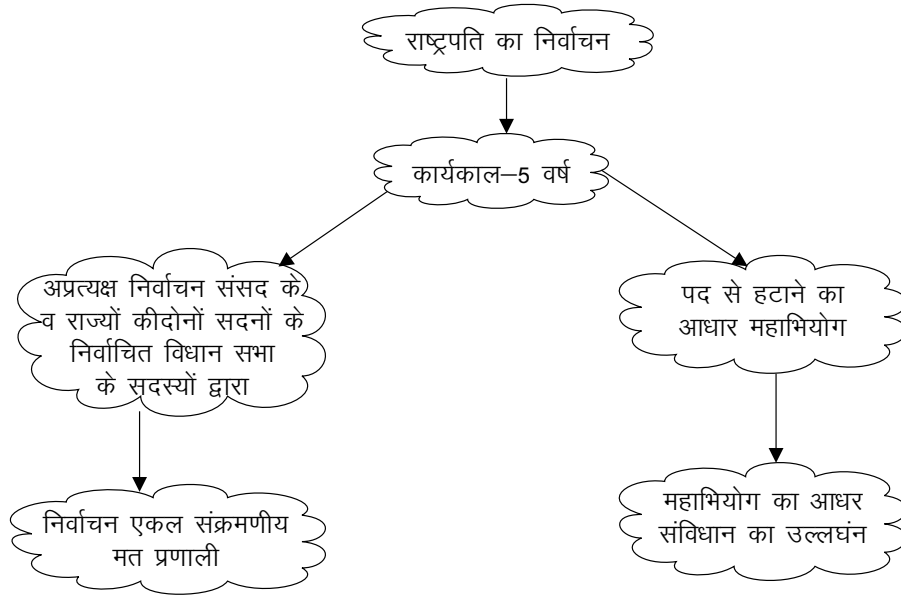 राष्ट्रपति का निर्वाचन
कार्यकाल–5 वर्ष
अप्रत्यक्ष निर्वाचन संसद के
व राज्यों कीदोनों सदनों के
निर्वाचित विधान सभा
के सदस्यों द्वारा
पद से हटाने का
आधार महाभियोग
निर्वाचन एकल संक्रमणीय
मत प्रणाली
महाभियोग का आधर
संविधान का उल्लघंन